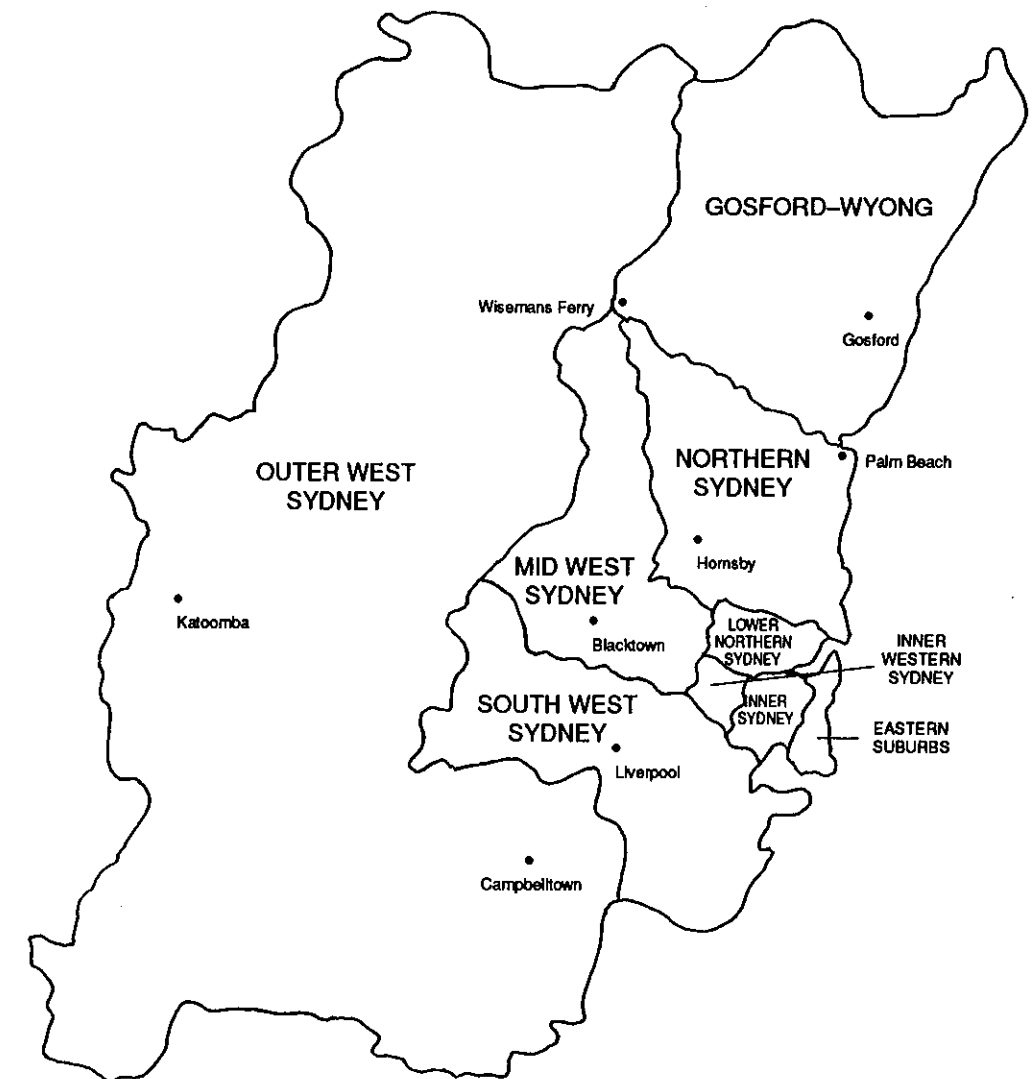 GOSFORD–WYONG
Wisemans Ferry
Gosford
OUTER WEST
SYDNEY
NORTHERN
SYDNEY
Palm Beach
Hornsby
MID WEST
SYDNEY
Katoomba
Blacktown
LOWER
NORTHERN
SYDNEY
INNER
WESTERN
SYDNEY
SOUTH WEST
SYDNEY
INNER
SYDNEY
EASTERN
SUBURBS
Liverpool
Campbelltown